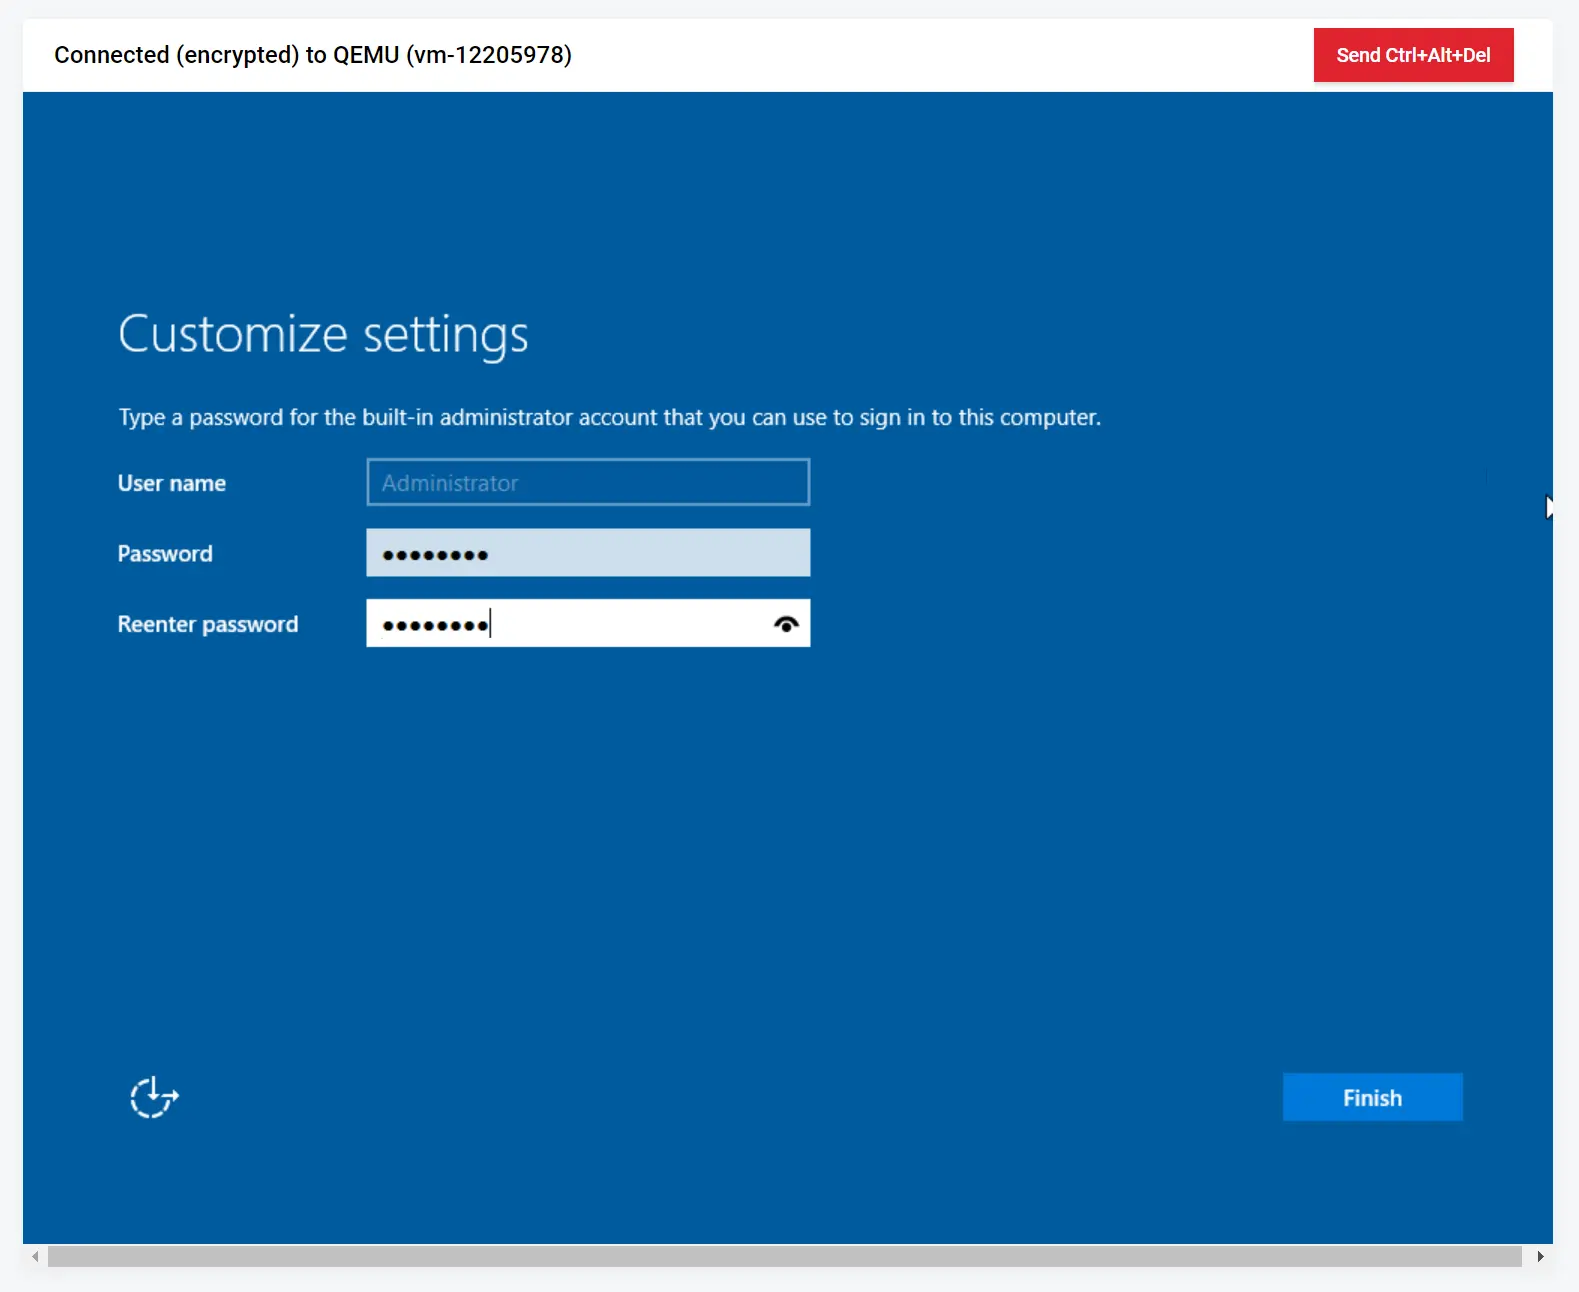 Connected (encrypted) to QEMU (vm-12205978)
Send Ctrl+Alt+Del
Customize settings
Type a password for the built-in administrator account that you can use to sign in to this computer.
User name
Administrator
Password
••••••••
Reenter password
••••••••
Finish